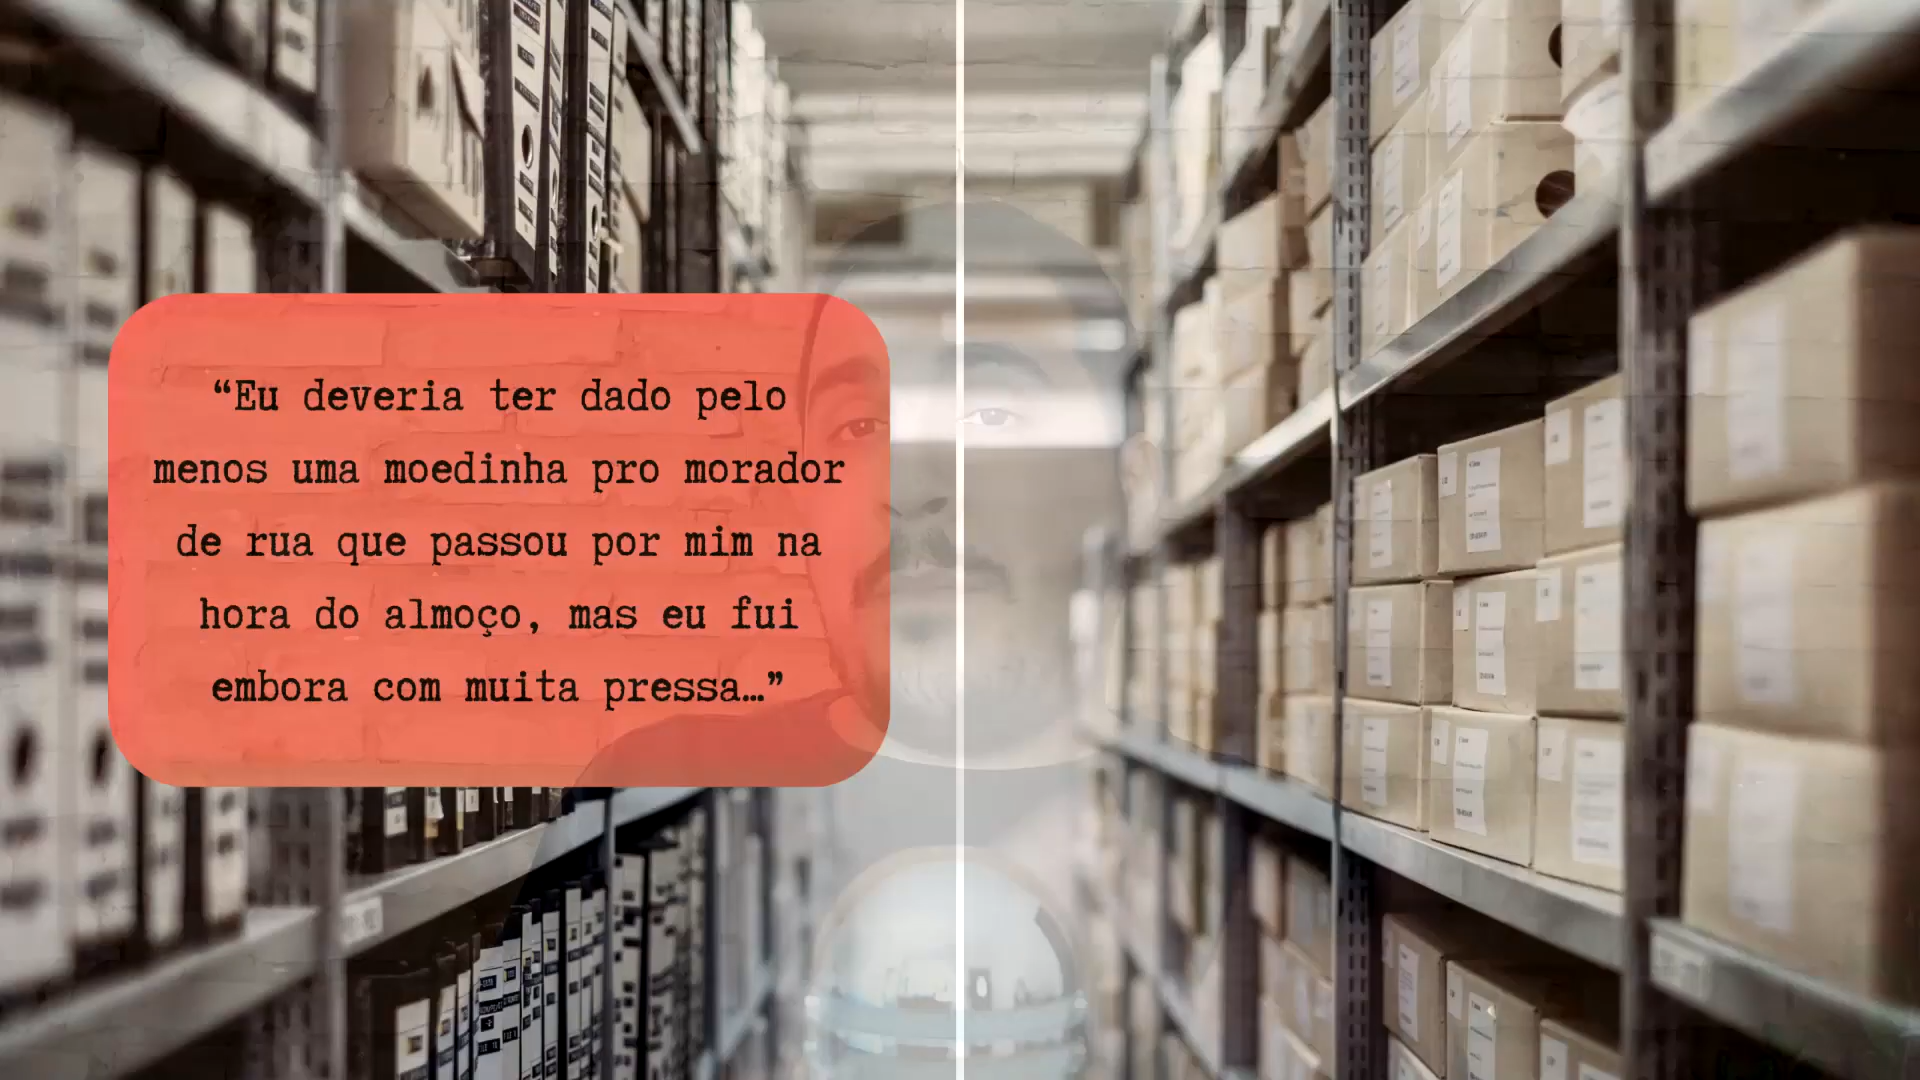 “Eu deveria ter dado pelo
menos uma moedinha pro morador
de rua que passou por mim na
hora do almoço, mas eu fui
embora com muita pressa…”